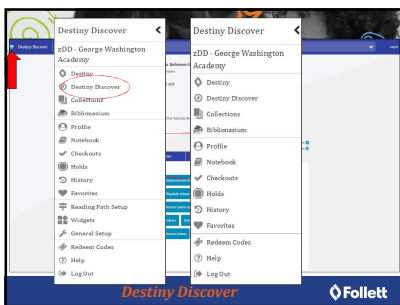 Destiny Discover
Login
Destiny Discover
zDD - George Washington
Academy
Destiny
Destiny Discover
Collections
Biblionasium
Profile
Notebook
Checkouts
Holds
History
Favorites
Reading Path Setup
Widgets
General Setup
Redeem Codes
Help
Log Out
Destiny Discover
zDD - George Washington
Academy
Destiny
Destiny Discover
Collections
Biblionasium
Profile
Notebook
Checkouts
Holds
History
Favorites
Redeem Codes
Help
Log Out
Destiny Discover
Follett